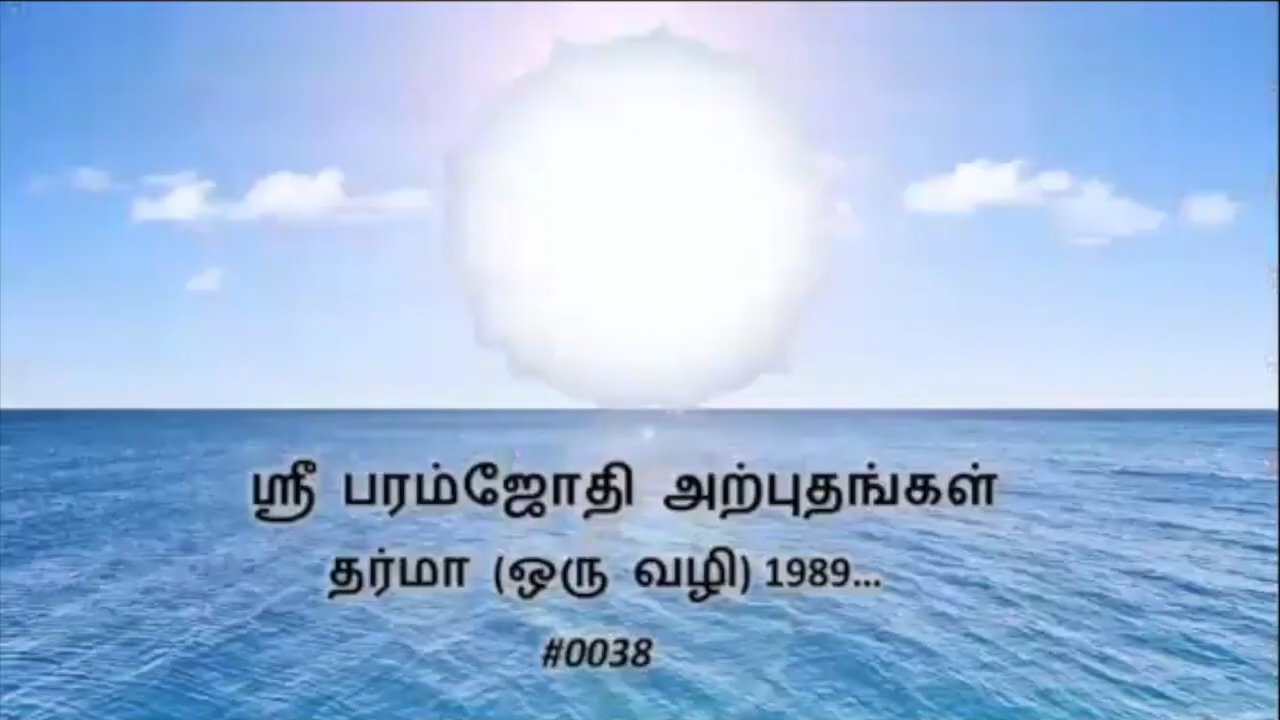 ஸ்ரீ பரம்ஜோதி அற்புதங்கள்
தர்மா (ஒரு வழி) 1989...
#0038